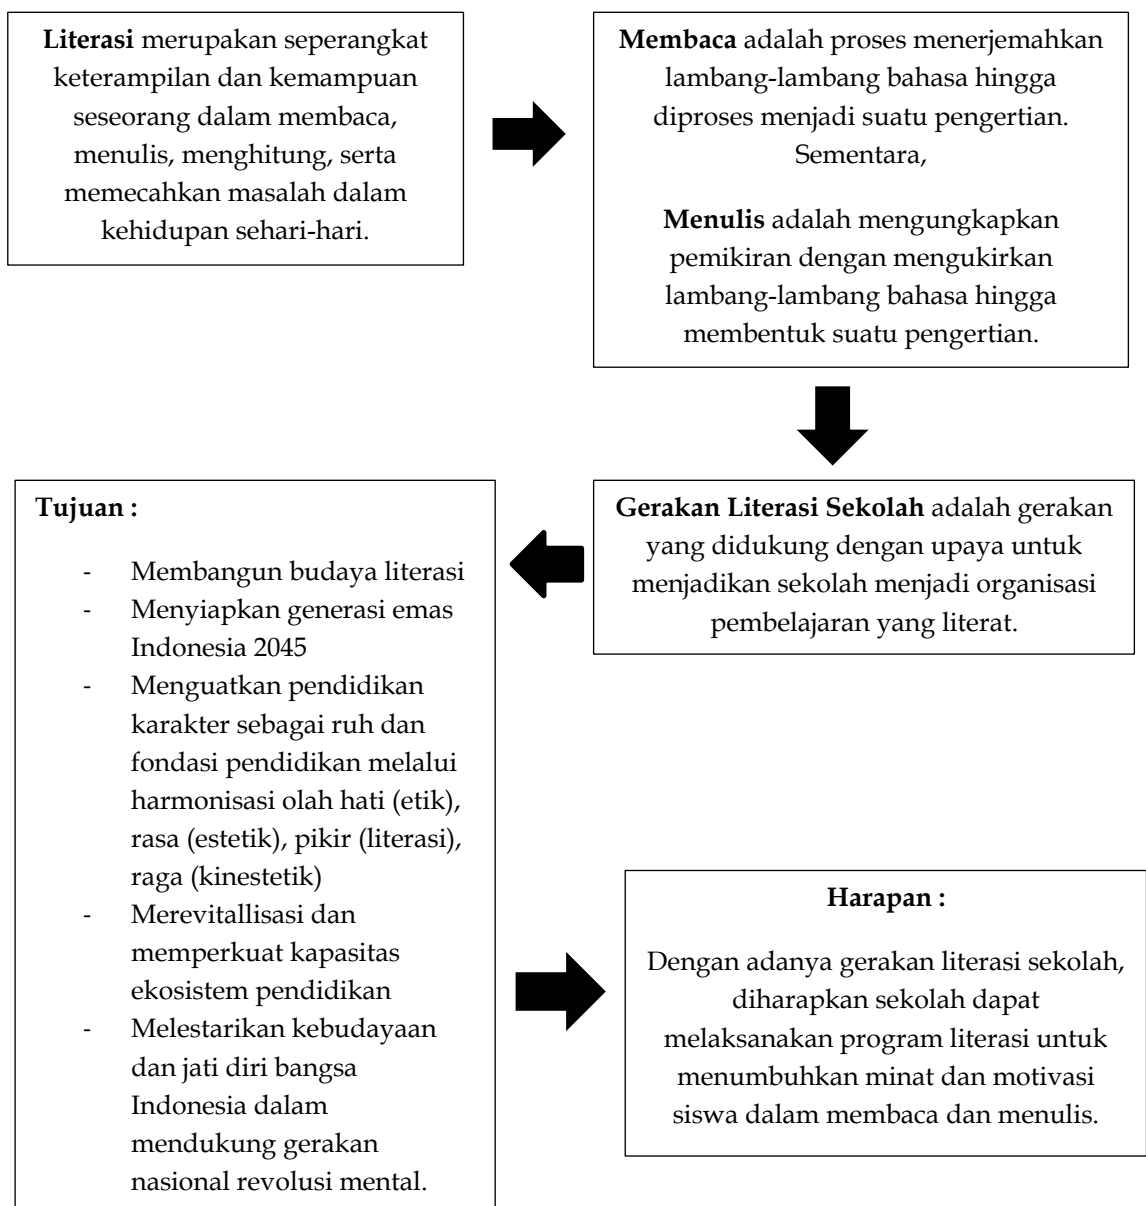 Literasi merupakan seperangkat
keterampilan dan kemampuan
seseorang dalam membaca,
menulis, menghitung, serta
memecahkan masalah dalam
kehidupan sehari-hari.
Membaca adalah proses menerjemahkan
lambang-lambang bahasa hingga
diproses menjadi suatu pengertian.
Sementara,
Menulis adalah mengungkapkan
pemikiran dengan mengukirkan
lambang-lambang bahasa hingga
membentuk suatu pengertian.
Gerakan Literasi Sekolah adalah gerakan
yang didukung dengan upaya untuk
menjadikan sekolah menjadi organisasi
pembelajaran yang literat.
Tujuan :
- Membangun budaya literasi
- Menyiapkan generasi emas
Indonesia 2045
- Menguatkan pendidikan
karakter sebagai ruh dan
fondasi pendidikan melalui
harmonisasi olah hati (etik),
rasa (estetik), pikir (literasi),
raga (kinestetik)
- Merevitallisasi dan
memperkuat kapasitas
ekosistem pendidikan
- Melestarikan kebudayaan
dan jati diri bangsa
Indonesia dalam
mendukung gerakan
nasional revolusi mental.
Harapan :
Dengan adanya gerakan literasi sekolah,
diharapkan sekolah dapat
melaksanakan program literasi untuk
menumbuhkan minat dan motivasi
siswa dalam membaca dan menulis.